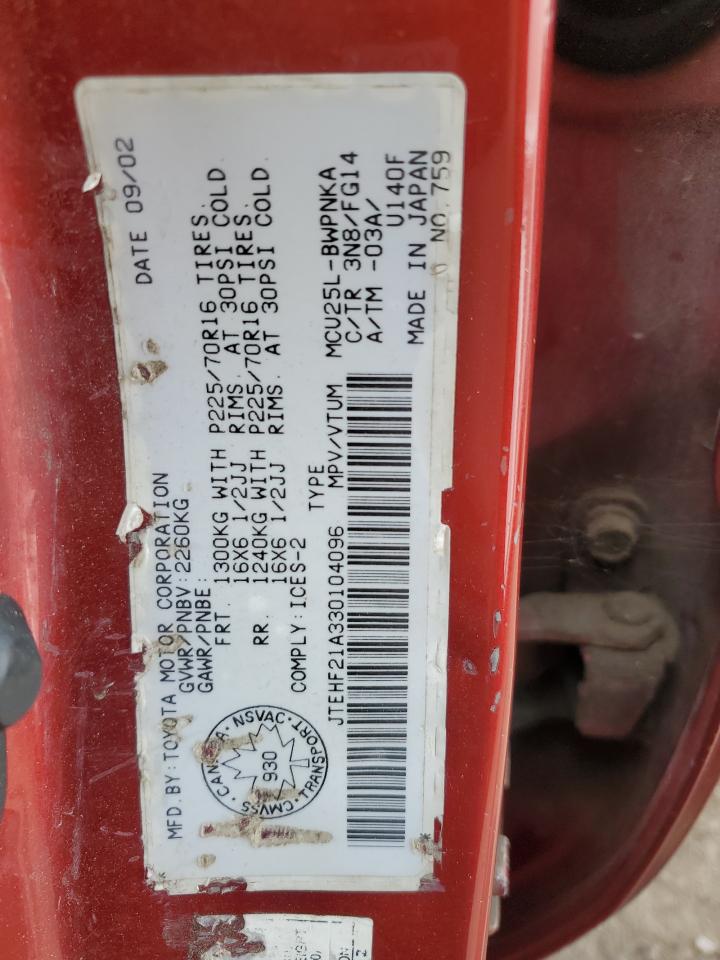 MFD. BY: TOYOTA MOTOR CORPORATION DATE 09/02
GVWR/PNBV: 2260KG
GAWR/PNBE:
FRT. 1300KG WITH P225/70R16 TIRES,
16X6 1/2JJ RIMS. AT 30PSI COLD.
RR. 1240KG WITH P225/70R16 TIRES,
16X6 1/2JJ RIMS. AT 30PSI COLD.
COMPLY: ICES-2 TYPE
JTEHF21A330104096 MPV/VTUM
MCU25L-BWPNKA
C/TR 3N8/FG14
A/TM -03A/
U140F
MADE IN JAPAN
NO. 759
CANADA · NSVAC · TRANSPORT · CMVSS ·
930